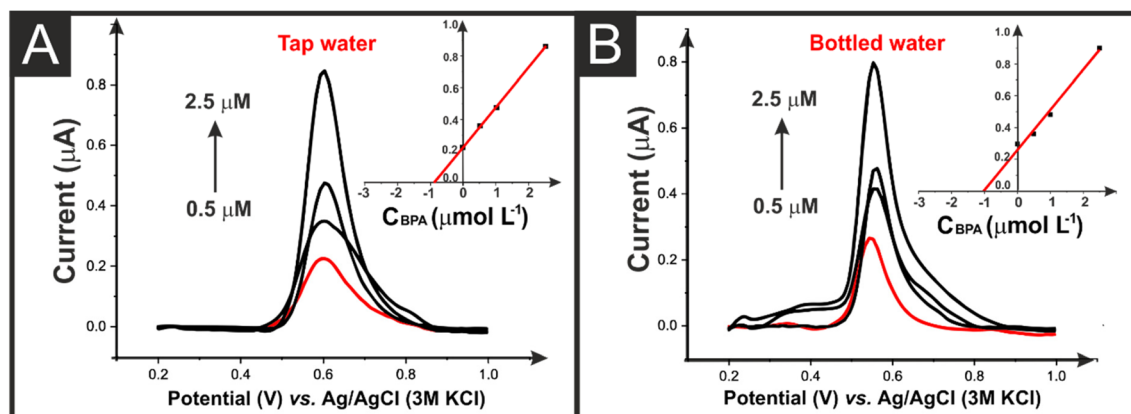 A
Tap water
2.5 μM
0.5 μM
Current (μA)
0.8
0.6
0.4
0.2
0.0
0.2 0.4 0.6 0.8 1.0
Potential (V) vs. Ag/AgCl (3M KCl)
1.0
0.8
0.6
0.4
0.2
0.0
-3 -2 -1 0 1 2
CBPA (μmol L-1)
B
Bottled water
2.5 μM
0.5 μM
Current (μA)
0.8
0.6
0.4
0.2
0.0
0.2 0.4 0.6 0.8 1.0
Potential (V) vs. Ag/AgCl (3M KCl)
1.0
0.8
0.6
0.4
0.2
0.0
-3 -2 -1 0 1 2
CBPA (μmol L-1)